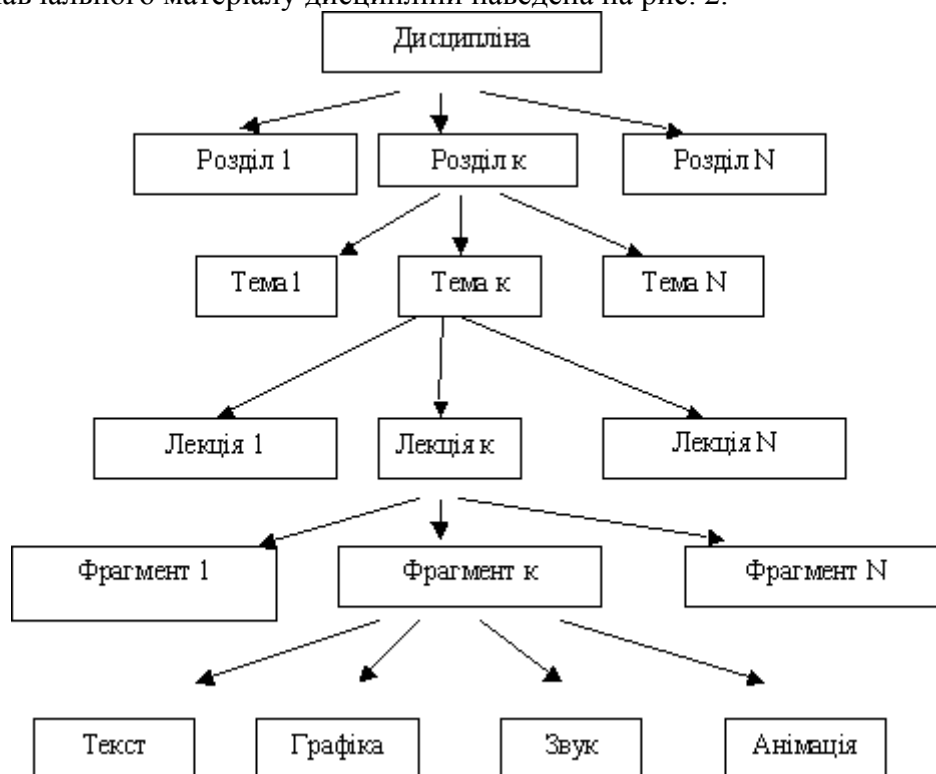 навчального матеріалу дисципліни наведена на рис. 2.
Дисципліна
Розділ 1 Розділ к Розділ N
Тема 1 Тема к Тема N
Лекція 1 Лекція к Лекція N
Фрагмент 1 Фрагмент к Фрагмент N
Текст Графіка Звук Анімація